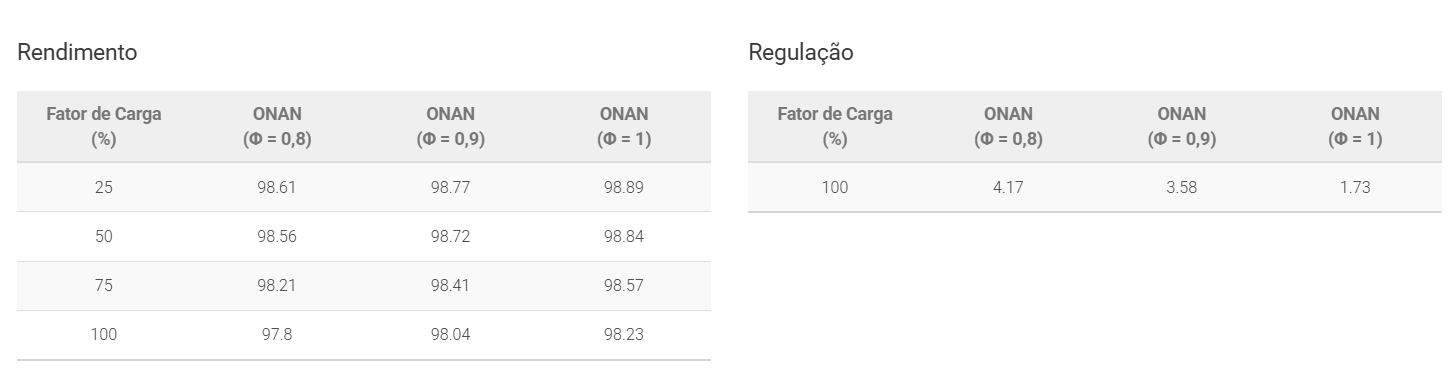 Rendimento
Fator de Carga (%) ONAN (Φ = 0,8) ONAN (Φ = 0,9) ONAN (Φ = 1)
25 98.61 98.77 98.89
50 98.56 98.72 98.84
75 98.21 98.41 98.57
100 97.8 98.04 98.23
Regulação
Fator de Carga (%) ONAN (Φ = 0,8) ONAN (Φ = 0,9) ONAN (Φ = 1)
100 4.17 3.58 1.73